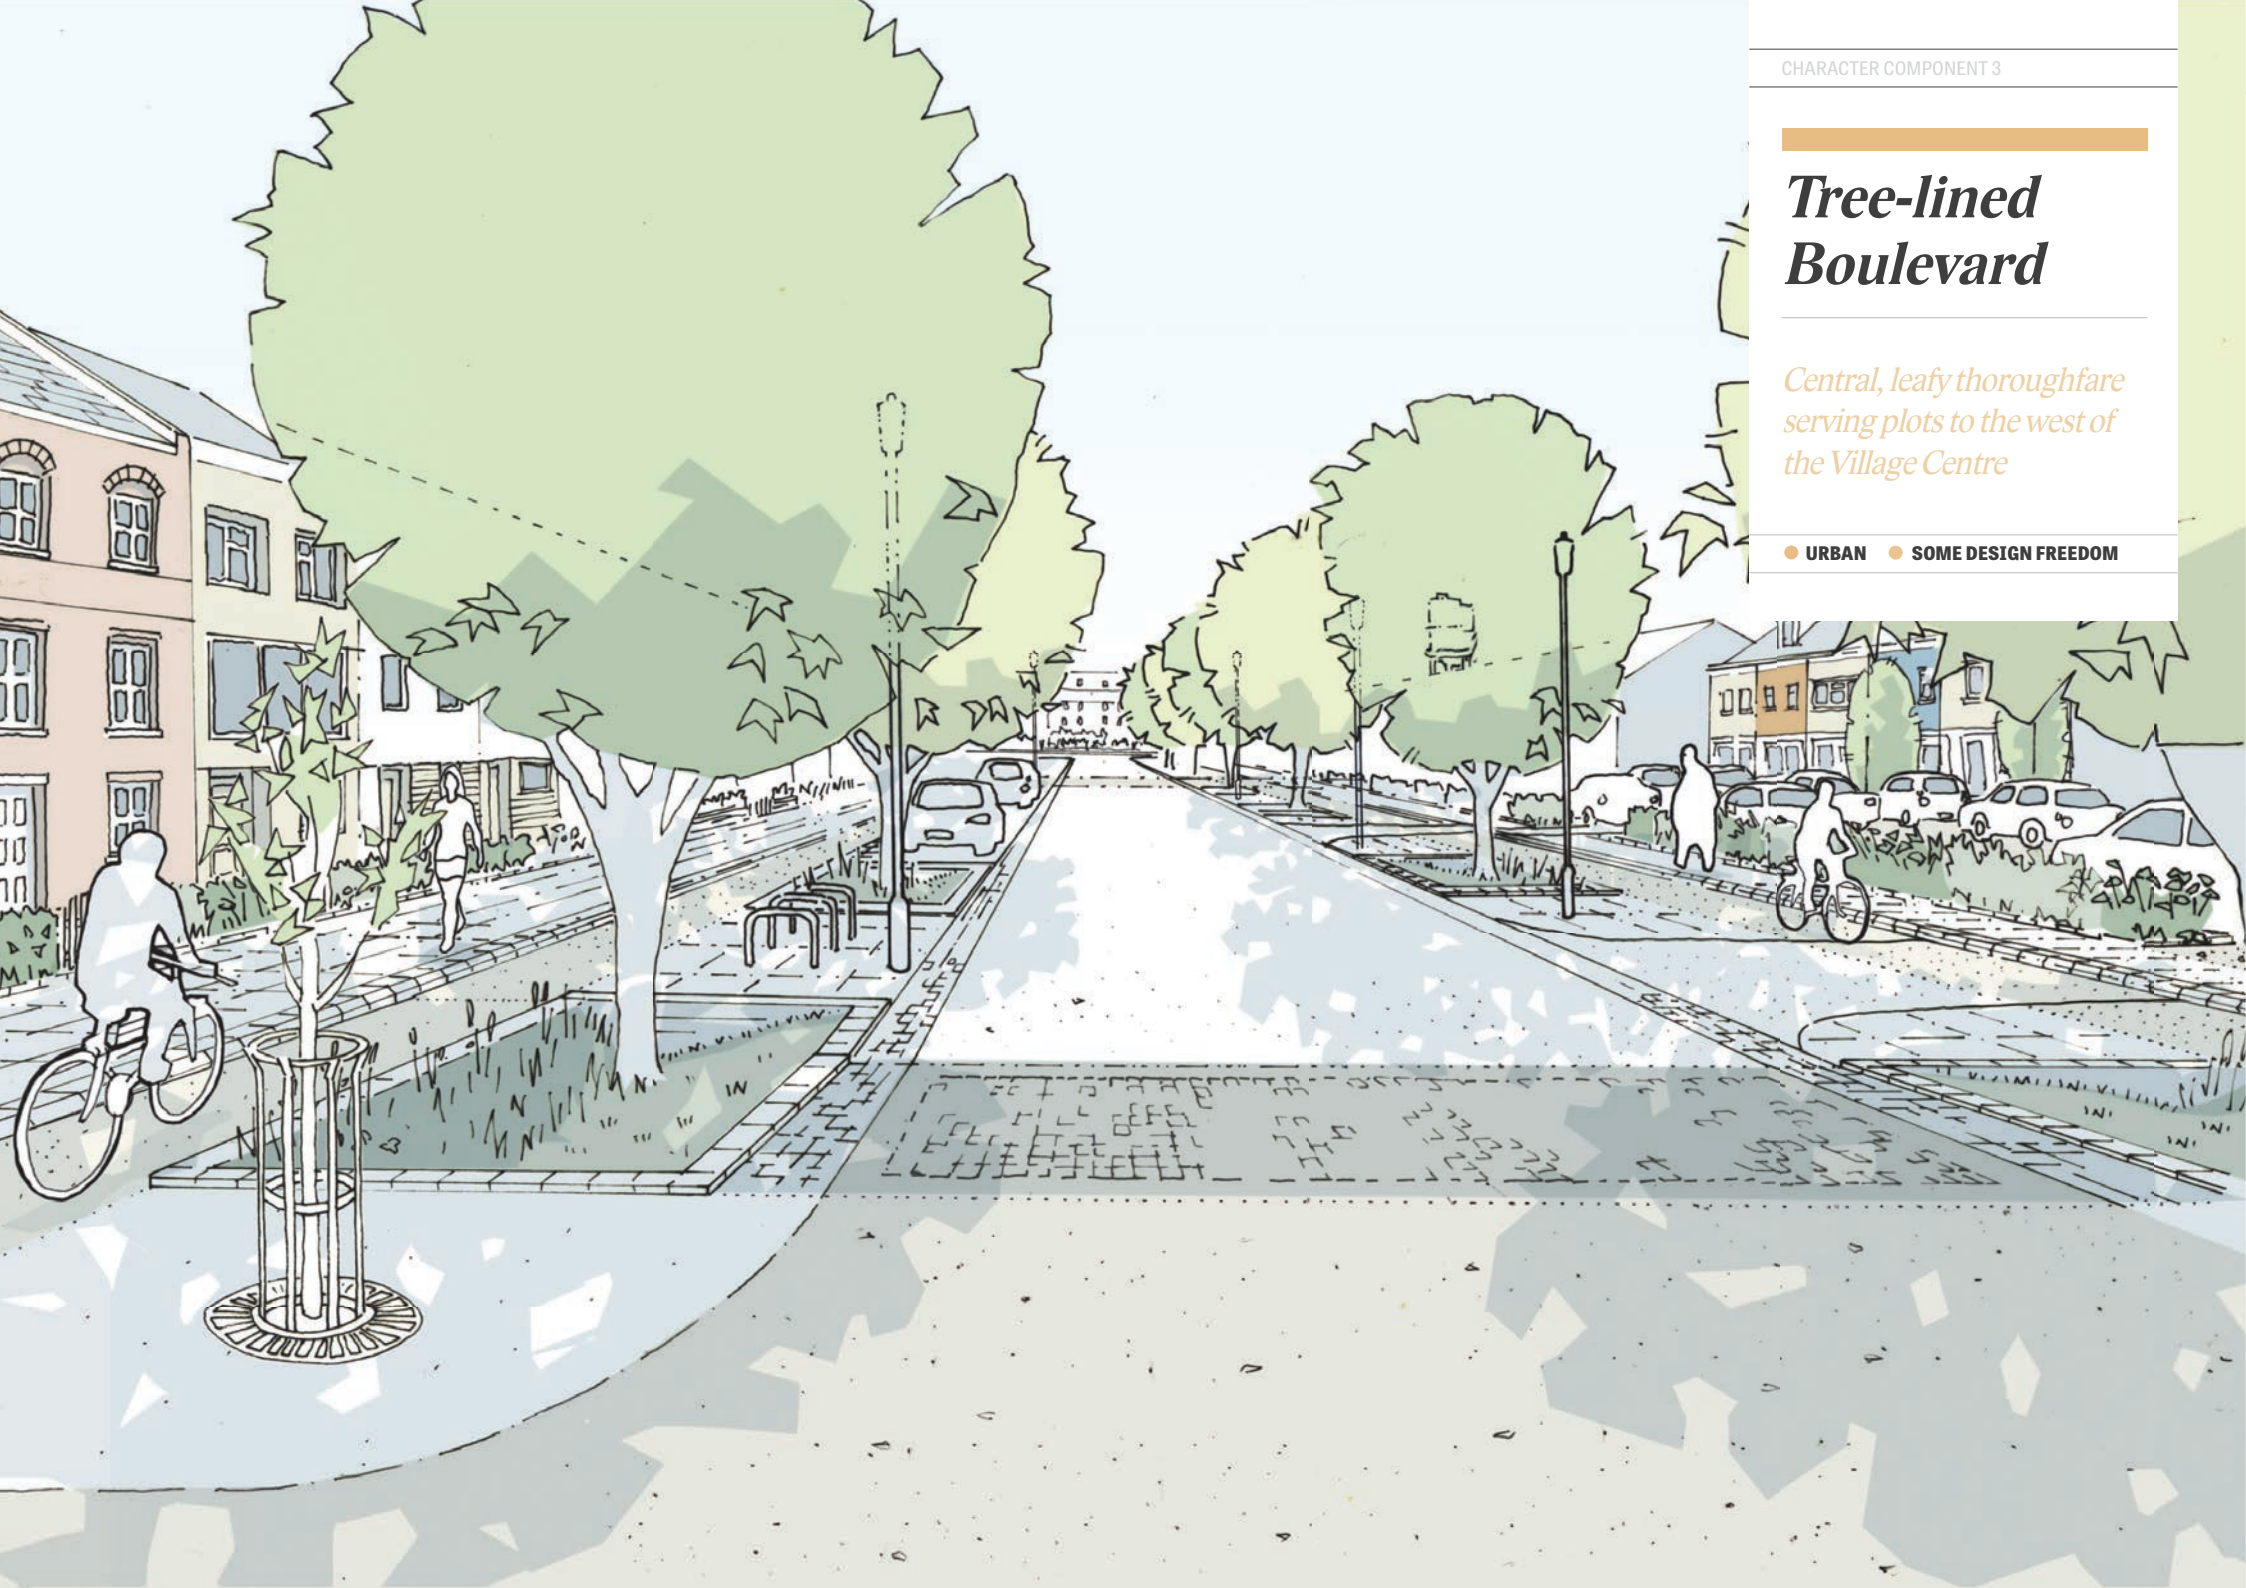 CHARACTER COMPONENT 3
Tree-lined
Boulevard
Central, leafy thoroughfare
serving plots to the west of
the Village Centre
URBAN SOME DESIGN FREEDOM